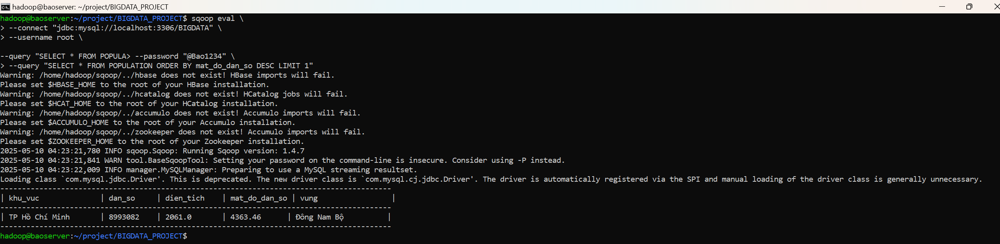 hadoop@baoserver: ~/project/BIGDATA_PROJECT
hadoop@baoserver:~/project/BIGDATA_PROJECT$ sqoop eval \
> --connect "jdbc:mysql://localhost:3306/BIGDATA" \
> --username root \
--query "SELECT * FROM POPULA> --password "@Bao1234" \
> --query "SELECT * FROM POPULATION ORDER BY mat_do_dan_so DESC LIMIT 1"
Warning: /home/hadoop/sqoop/../hbase does not exist! HBase imports will fail.
Please set $HBASE_HOME to the root of your HBase installation.
Warning: /home/hadoop/sqoop/../hcatalog does not exist! HCatalog jobs will fail.
Please set $HCAT_HOME to the root of your HCatalog installation.
Warning: /home/hadoop/sqoop/../accumulo does not exist! Accumulo imports will fail.
Please set $ACCUMULO_HOME to the root of your Accumulo installation.
Warning: /home/hadoop/sqoop/../zookeeper does not exist! Accumulo imports will fail.
Please set $ZOOKEEPER_HOME to the root of your Zookeeper installation.
2025-05-10 04:23:21,780 INFO sqoop.Sqoop: Running Sqoop version: 1.4.7
2025-05-10 04:23:21,841 WARN tool.BaseSqoopTool: Setting your password on the command-line is insecure. Consider using -P instead.
2025-05-10 04:23:22,009 INFO manager.MySQLManager: Preparing to use a MySQL streaming resultset.
Loading class `com.mysql.jdbc.Driver'. This is deprecated. The new driver class is `com.mysql.cj.jdbc.Driver'. The driver is automatically registered via the SPI and manual loading of the driver class is generally unnecessary.
------------------------------------------------------------------------------------------
| khu_vuc | dan_so | dien_tich | mat_do_dan_so | vung |
------------------------------------------------------------------------------------------
| TP Hồ Chí Minh | 8993082 | 2061.0 | 4363.46 | Đông Nam Bộ |
------------------------------------------------------------------------------------------
hadoop@baoserver:~/project/BIGDATA_PROJECT$